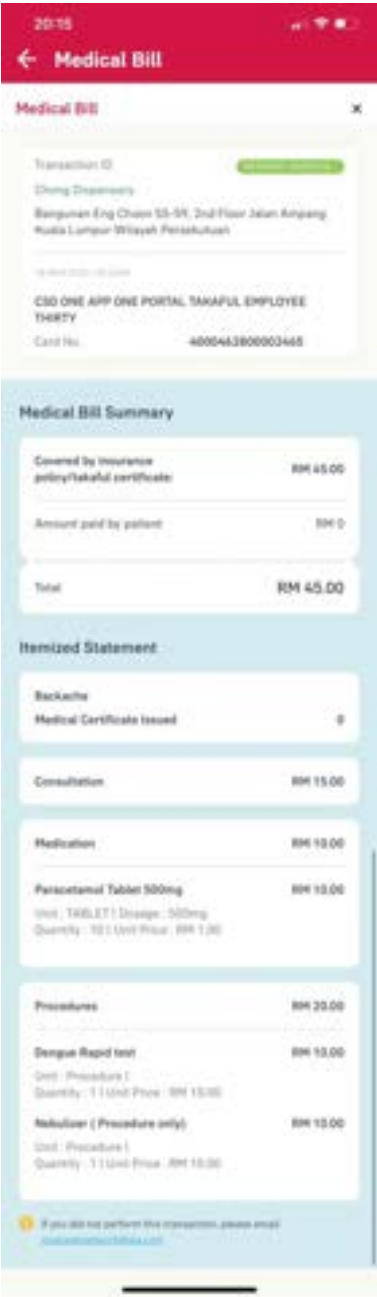 20:15
Medical Bill
Medical Bill
Transaction ID
Chong Dispensary
Bangunan Eng Choon 55-59, 2nd Floor Jalan Ampang
Kuala Lumpur Wilayah Persekutuan
CSD ONE APP ONE PORTAL TAKAFUL EMPLOYEE
THIRTY
Card No. 4000463800003465
Medical Bill Summary
Covered by insurance RM 45.00
policy/takaful certificate
Amount paid by patient RM 0
Total RM 45.00
Itemized Statement
Backache
Medical Certificate Issued 0
Consultation RM 15.00
Medication RM 10.00
Paracetamol Tablet 500mg RM 10.00
Unit : TABLET | Dosage : 500mg
Quantity : 10 | Unit Price : RM 1.00
Procedures RM 20.00
Dengue Rapid test RM 10.00
Unit : Procedure |
Quantity : 1 | Unit Price : RM 10.00
Nebulizer ( Procedure only) RM 10.00
Unit : Procedure |
Quantity : 1 | Unit Price : RM 10.00
If you did not perform this transaction, please email